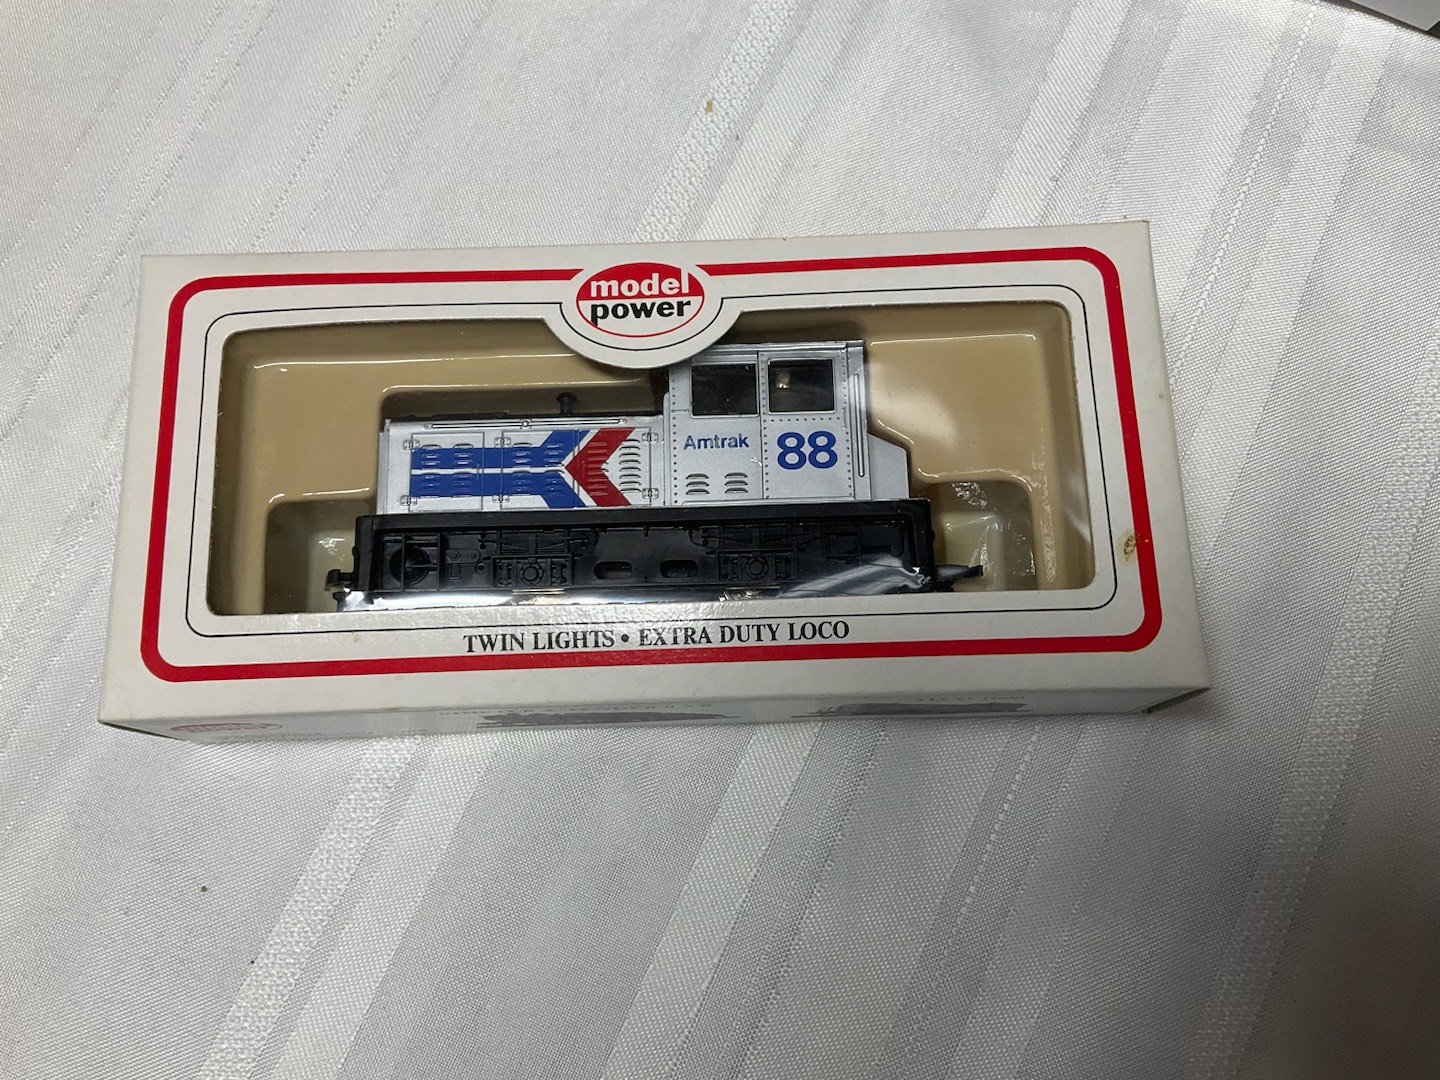 model
power
Amtrak 88
TWIN LIGHTS • EXTRA DUTY LOCO